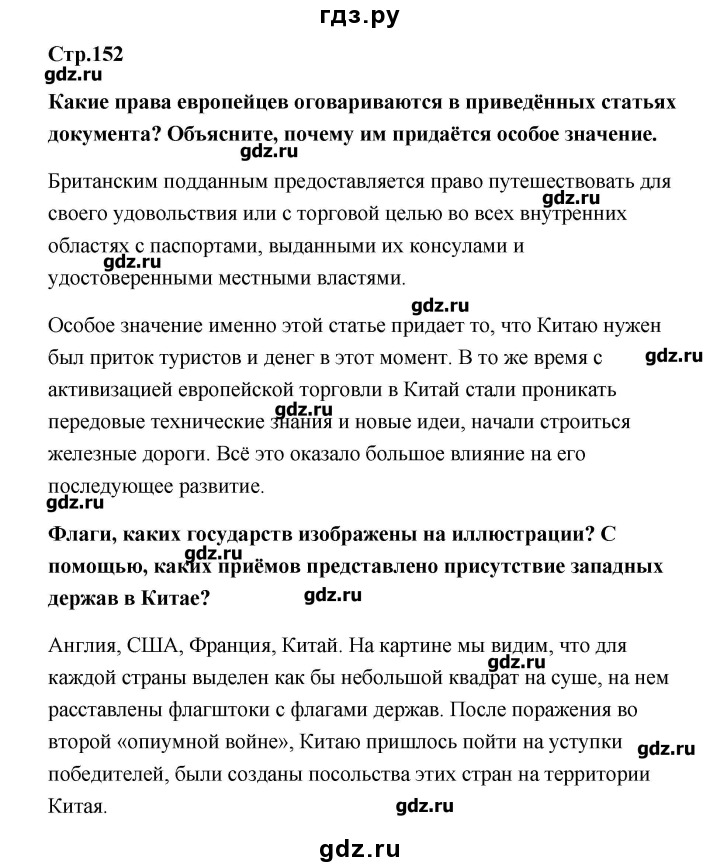 гдз.ру
Стр.152
gdz.ru
Какие права европейцев оговариваются в приведённых статьях
документа? Объясните, почему им придаётся особое значение.
gdz.ru
Британским подданным предоставляется право путешествовать для
gdz.ru
своего удовольствия или с торговой целью во всех внутренних
областях с паспортами, выданными их консулами и
gdz.ru
удостоверенными местными властями.
gdz.ru
Особое значение именно этой статье придает то, что Китаю нужен
был приток туристов и денег в этот момент. В то же время с
gdz.ru
активизацией европейской торговли в Китай стали проникать
gdz.ru
передовые технические знания и новые идеи, начали строиться
железные дороги. Всё это оказало большое влияние на его
последующее развитие.
gdz.ru
Флаги, каких государств изображены на иллюстрации? С
gdz.ru
помощью, каких приёмов представлено присутствие западных
держав в Китае?
gdz.ru
Англия, США, Франция, Китай. На картине мы видим, что для
gdz.ru
каждой страны выделен как бы небольшой квадрат на суше, на нем
расставлены флагштоки с флагами держав. После поражения во
второй «опиумной войне», Китаю пришлось пойти на уступки
gdz.ru
победителей, были созданы посольства этих стран на территории
Китая.
gdz.ru
gdz.ru